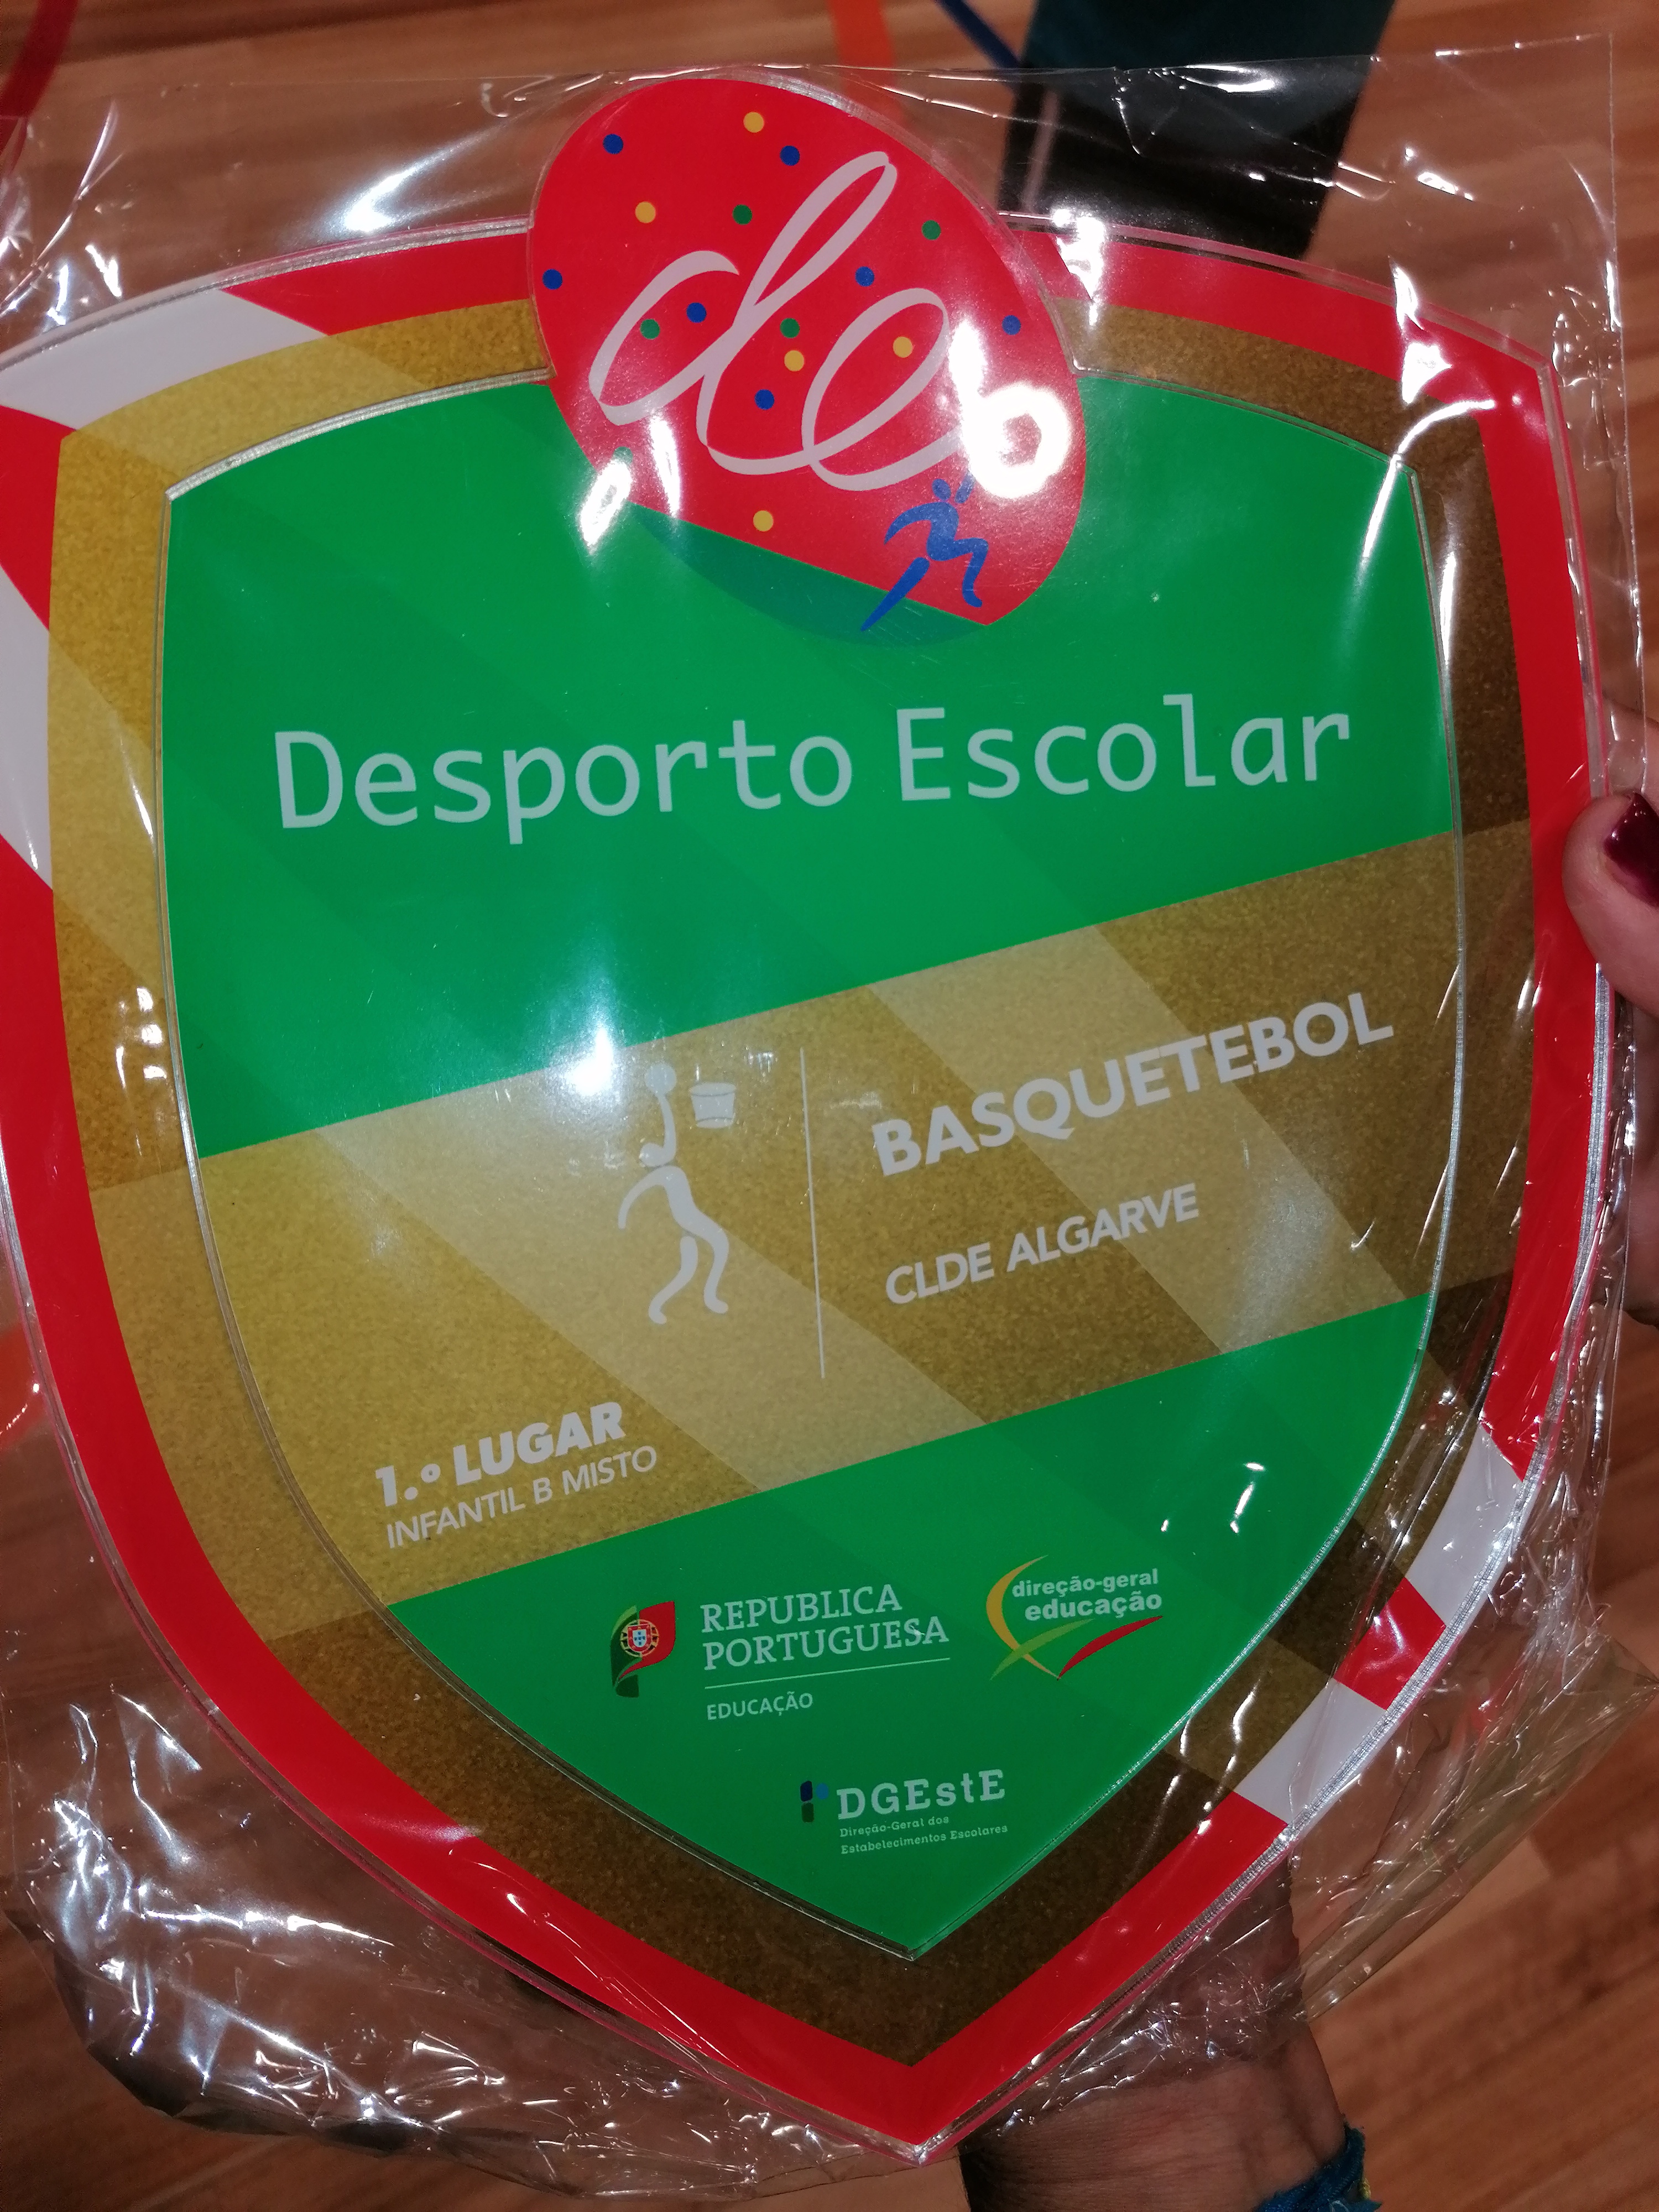 de
Desporto Escolar
BASQUETEBOL
CLDE ALGARVE
1.º LUGAR
INFANTIL B MISTO
REPUBLICA
PORTUGUESA
EDUCAÇÃO
direção-geral
educação
DGEstE
Direção-Geral dos
Estabelecimentos Escolares